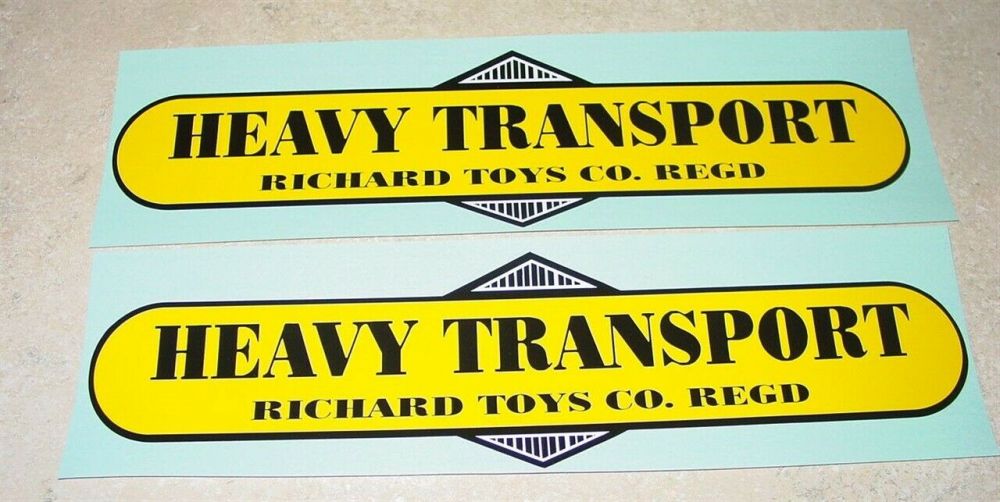 HEAVY TRANSPORT
RICHARD TOYS CO. REGD
HEAVY TRANSPORT
RICHARD TOYS CO. REGD